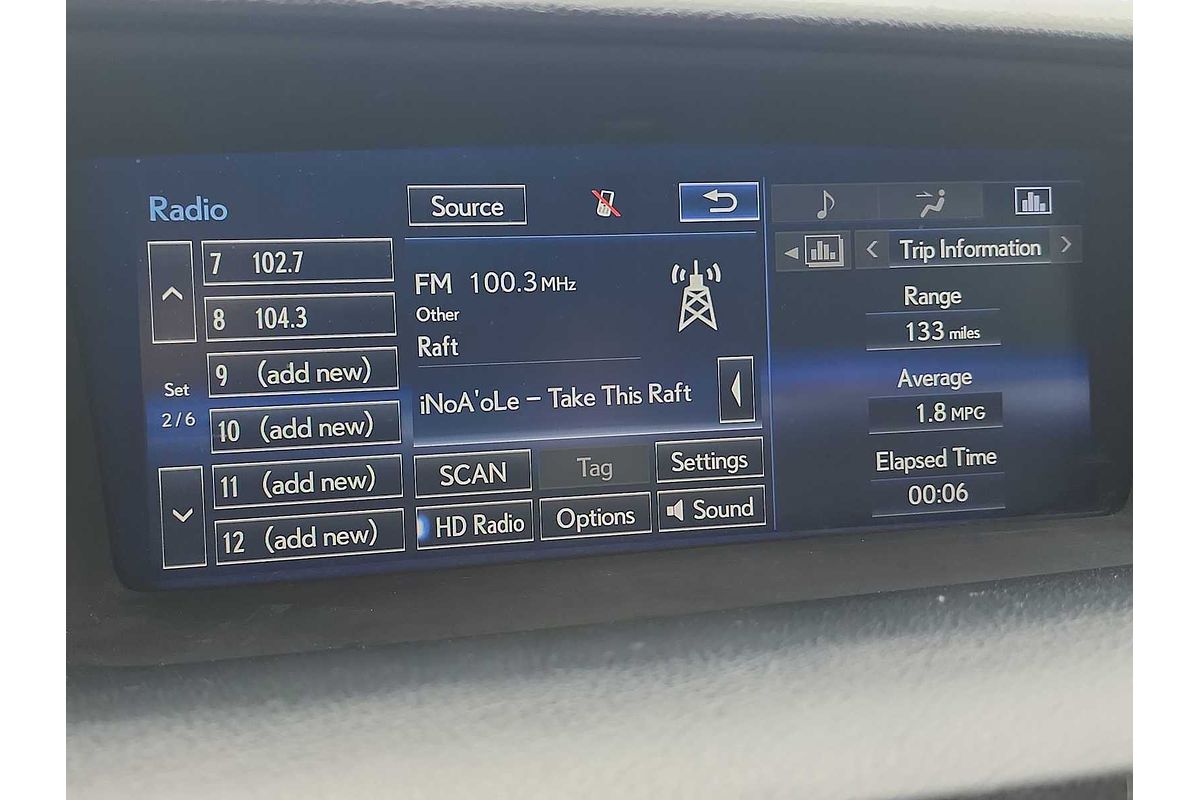 Radio
Source
7 102.7
8 104.3
9 (add new)
10 (add new)
11 (add new)
12 (add new)
Set
2/6
FM 100.3 MHz
Other
Raft
iNoA'oLe – Take This Raft
SCAN
Tag
Settings
HD Radio
Options
Sound
Trip Information
Range
133 miles
Average
1.8 MPG
Elapsed Time
00:06